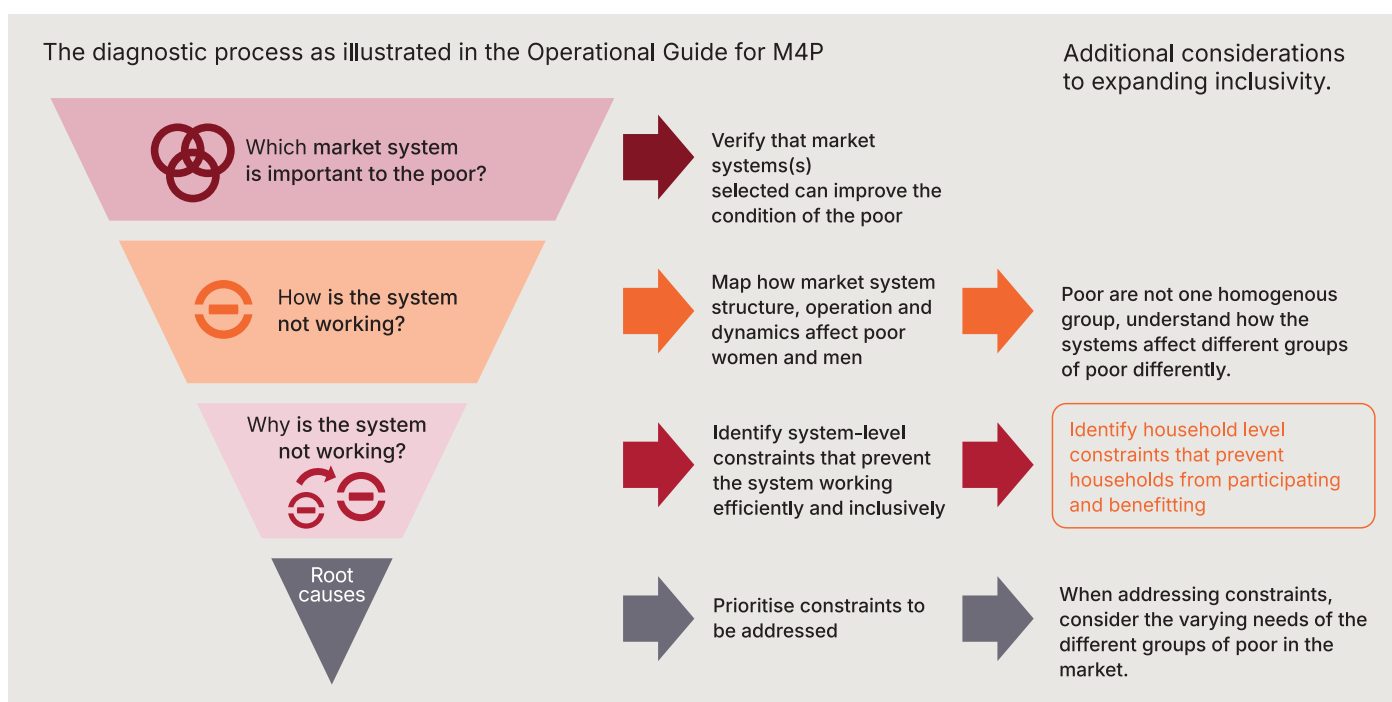 The diagnostic process as illustrated in the Operational Guide for M4P
Additional considerations
to expanding inclusivity.
Which market system
is important to the poor?
Verify that market
systems(s)
selected can improve the
condition of the poor
How is the system
not working?
Map how market system
structure, operation and
dynamics affect poor
women and men
Poor are not one homogenous
group, understand how the
systems affect different groups
of poor differently.
Why is the system
not working?
Identify system-level
constraints that prevent
the system working
efficiently and inclusively
Identify household level
constraints that prevent
households from participating
and benefitting
Root
causes
Prioritise constraints to
be addressed
When addressing constraints,
consider the varying needs of the
different groups of poor in the
market.